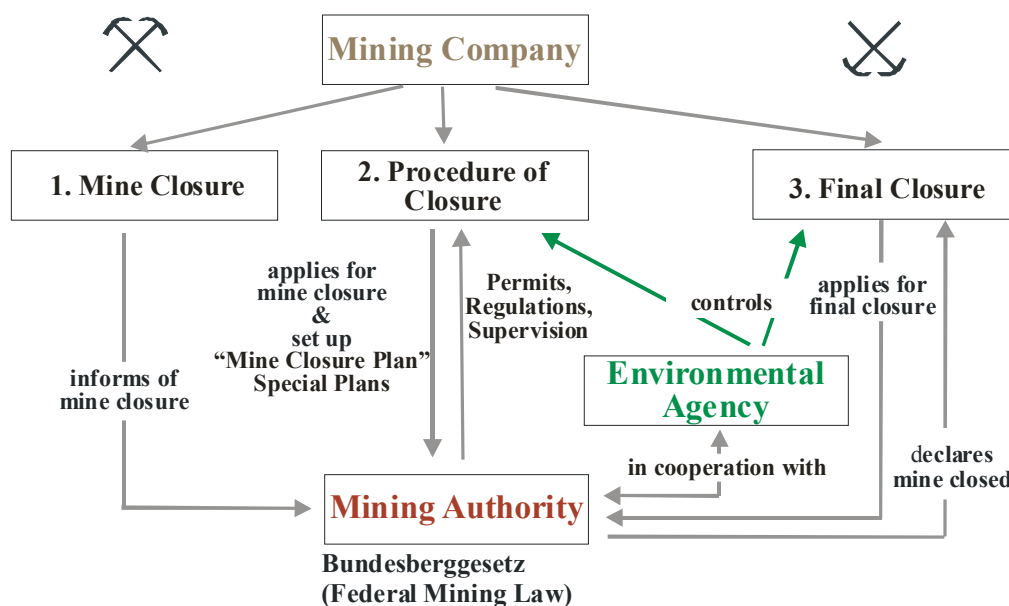 Mining Company
1. Mine Closure
2. Procedure of
Closure
3. Final Closure
applies for
mine closure
&
set up
“Mine Closure Plan”
Special Plans
Permits,
Regulations,
Supervision
controls
applies for
final closure
informs of
mine closure
Environmental
Agency
in cooperation with
declares
mine closed
Mining Authority
Bundesberggesetz
(Federal Mining Law)